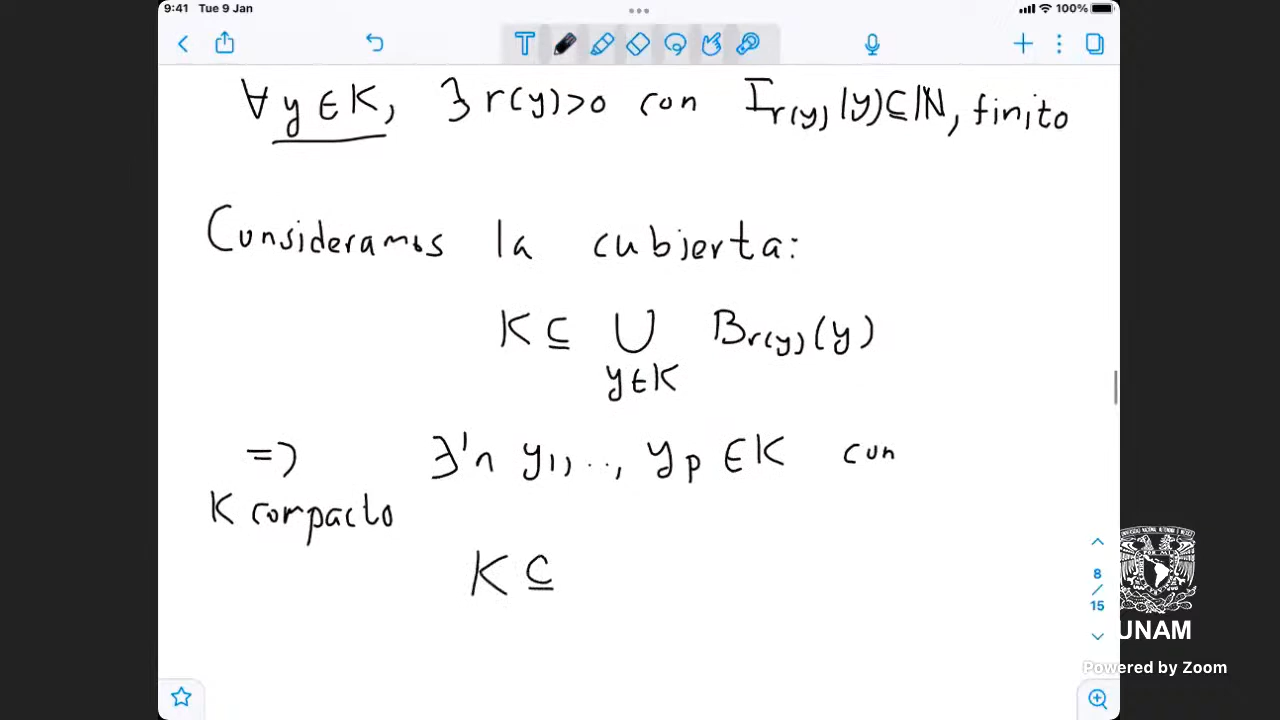 9:41 Tue 9 Jan
100%
∀ y ∈ K, ∃ r(y)>0 con I_{r(y)}(y) ⊆ ℕ, finito
Consideramos la cubierta:
K ⊆ ∪_{y∈K} B_{r(y)}(y)
=> ∃'n y₁, .., y_p ∈ K con
K compacto
K ⊆
8
/
15
UNAM
Powered by Zoom